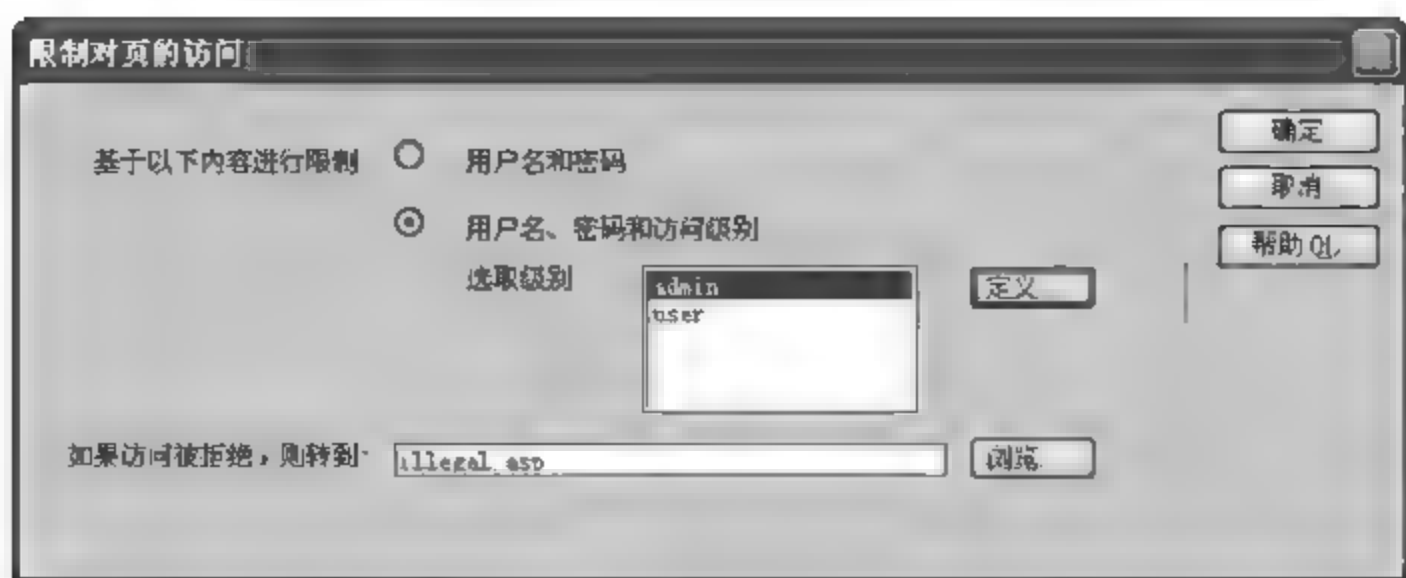 限制对页的访问
基于以下内容进行限制
用户名和密码
用户名、密码和访问级别
选取级别
admin
user
定义
确定
取消
帮助
如果访问被拒绝，则转到:
illegal.asp
浏览